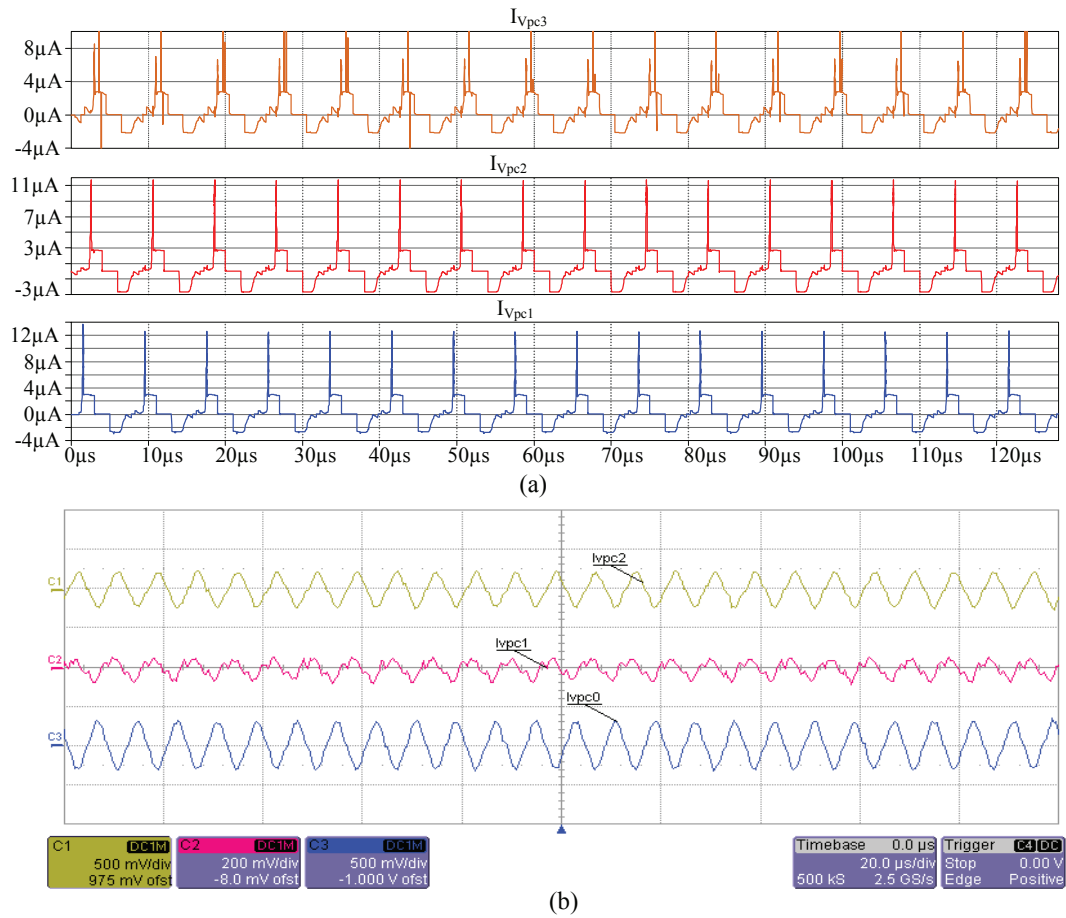 I_Vpc3
8µA
4µA
0µA
-4µA
I_Vpc2
11µA
7µA
3µA
-3µA
I_Vpc1
12µA
8µA
4µA
0µA
-4µA
0µs 10µs 20µs 30µs 40µs 50µs 60µs 70µs 80µs 90µs 100µs 110µs 120µs
(a)
Ivpc2
C1
Ivpc1
C2
Ivpc0
C3
C1 DC1M
500 mV/div
975 mV ofst
C2 DC1M
200 mV/div
-8.0 mV ofst
C3 DC1M
500 mV/div
-1.000 V ofst
Timebase 0.0 µs
20.0 µs/div
500 kS 2.5 GS/s
Trigger C4 DC
Stop 0.00 V
Edge Positive
(b)